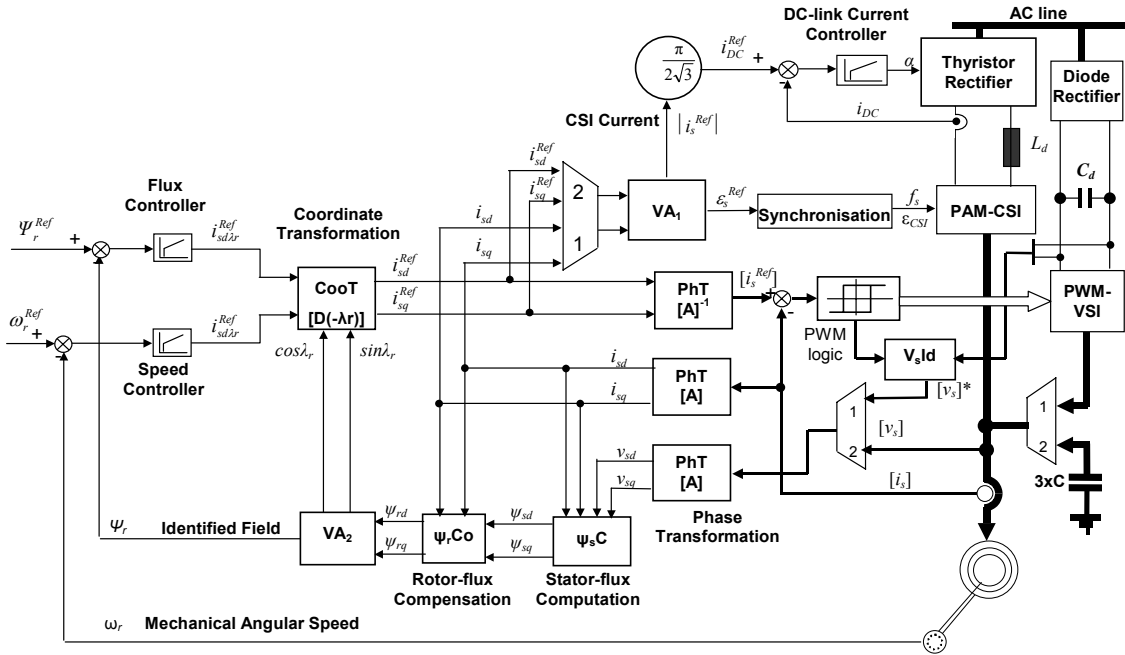 AC line
DC-link Current
Controller
π
2√3
i_DC^Ref
+
-
α
Thyristor
Rectifier
Diode
Rectifier
i_DC
CSI Current
|i_s^Ref|
L_d
C_d
i_sd^Ref
i_sq^Ref
i_sd
i_sq
2
1
VA₁
ε_s^Ref
Synchronisation
f_s
ε_CSI
PAM-CSI
Flux
Controller
Ψ_r^Ref
+
-
i_sdλr^Ref
Coordinate
Transformation
CooT
[D(-λr)]
i_sd^Ref
i_sq^Ref
PhT
[A]⁻¹
[i_s^Ref]
+
-
PWM
logic
PWM-
VSI
ω_r^Ref
+
-
i_sdλr^Ref
Speed
Controller
cosλ_r
sinλ_r
i_sd
i_sq
PhT
[A]
V_sId
[v_s]*
1
2
[v_s]
1
2
3xC
v_sd
v_sq
PhT
[A]
[i_s]
Phase
Transformation
Ψ_r
Identified Field
VA₂
ψ_rd
ψ_rq
ψ_rCo
ψ_sd
ψ_sq
ψ_sC
Rotor-flux
Compensation
Stator-flux
Computation
ω_r
Mechanical Angular Speed